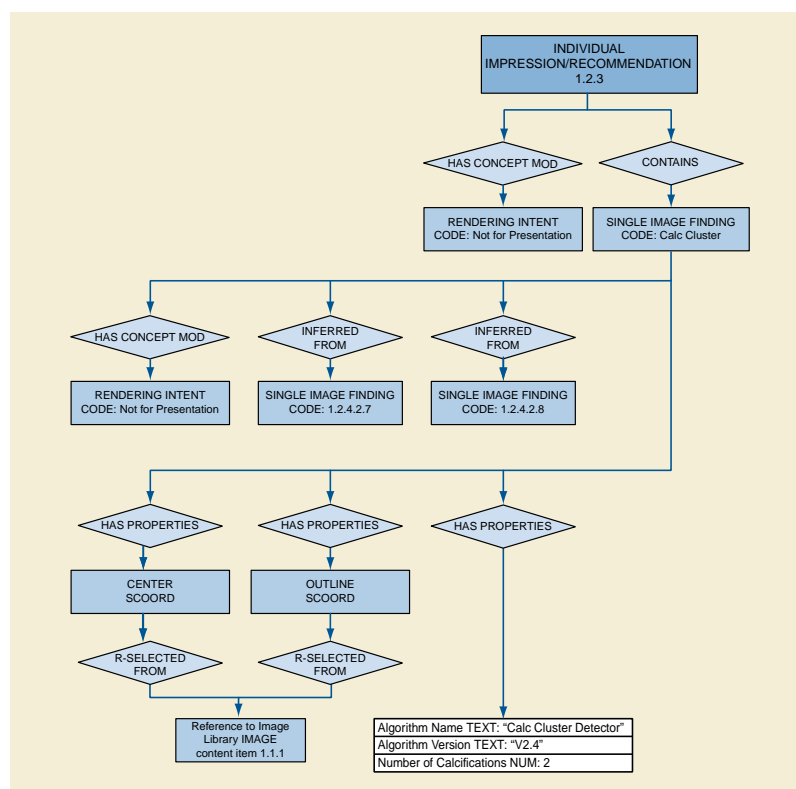 INDIVIDUAL
IMPRESSION/RECOMMENDATION
1.2.3
HAS CONCEPT MOD
CONTAINS
RENDERING INTENT
CODE: Not for Presentation
SINGLE IMAGE FINDING
CODE: Calc Cluster
HAS CONCEPT MOD
INFERRED
FROM
INFERRED
FROM
RENDERING INTENT
CODE: Not for Presentation
SINGLE IMAGE FINDING
CODE: 1.2.4.2.7
SINGLE IMAGE FINDING
CODE: 1.2.4.2.8
HAS PROPERTIES
HAS PROPERTIES
HAS PROPERTIES
CENTER
SCOORD
OUTLINE
SCOORD
R-SELECTED
FROM
R-SELECTED
FROM
Reference to Image
Library IMAGE
content item 1.1.1
Algorithm Name TEXT: “Calc Cluster Detector”
Algorithm Version TEXT: “V2.4”
Number of Calcifications NUM: 2